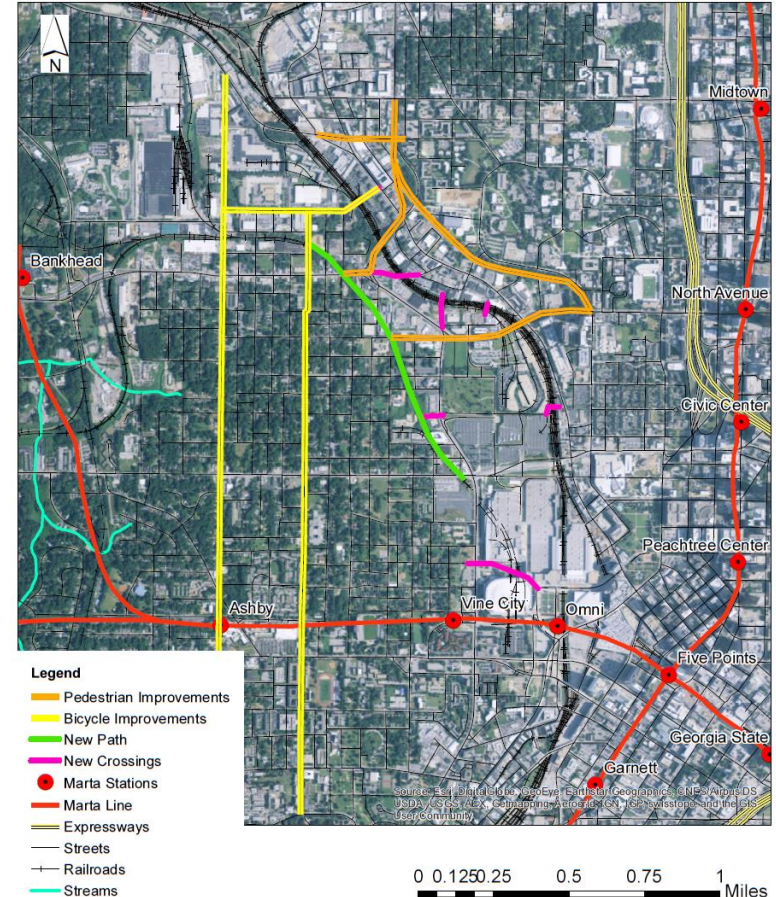 N
Midtown
Bankhead
North Avenue
Civic Center
Peachtree Center
Ashby
Vine City
Omni
Five Points
Georgia State
Garnett
Legend
Pedestrian Improvements
Bicycle Improvements
New Path
New Crossings
Marta Stations
Marta Line
Expressways
Streets
Railroads
Streams
Source: Esri, DigitalGlobe, GeoEye, Earthstar Geographics, CNES/Airbus DS,
USDA, USGS, AEX, Getmapping, Aerogrid, IGN, IGP, swisstopo, and the GIS
User Community
0 0.125 0.25 0.5 0.75 1
Miles